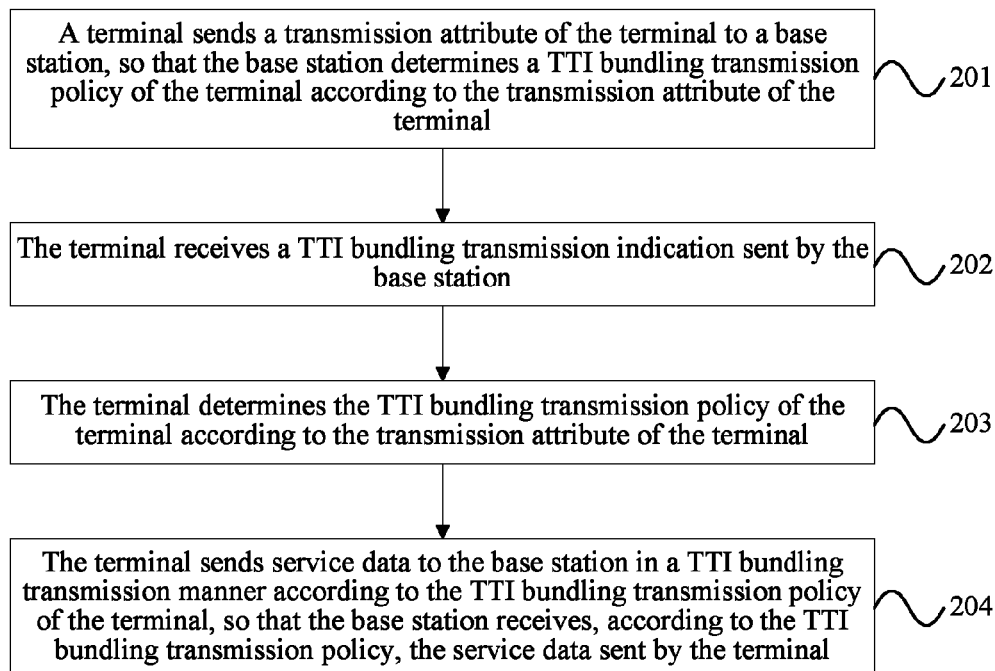 A terminal sends a transmission attribute of the terminal to a base
station, so that the base station determines a TTI bundling transmission
policy of the terminal according to the transmission attribute of the
terminal
201
The terminal receives a TTI bundling transmission indication sent by the
base station
202
The terminal determines the TTI bundling transmission policy of the
terminal according to the transmission attribute of the terminal
203
The terminal sends service data to the base station in a TTI bundling
transmission manner according to the TTI bundling transmission policy
of the terminal, so that the base station receives, according to the TTI
bundling transmission policy, the service data sent by the terminal
204